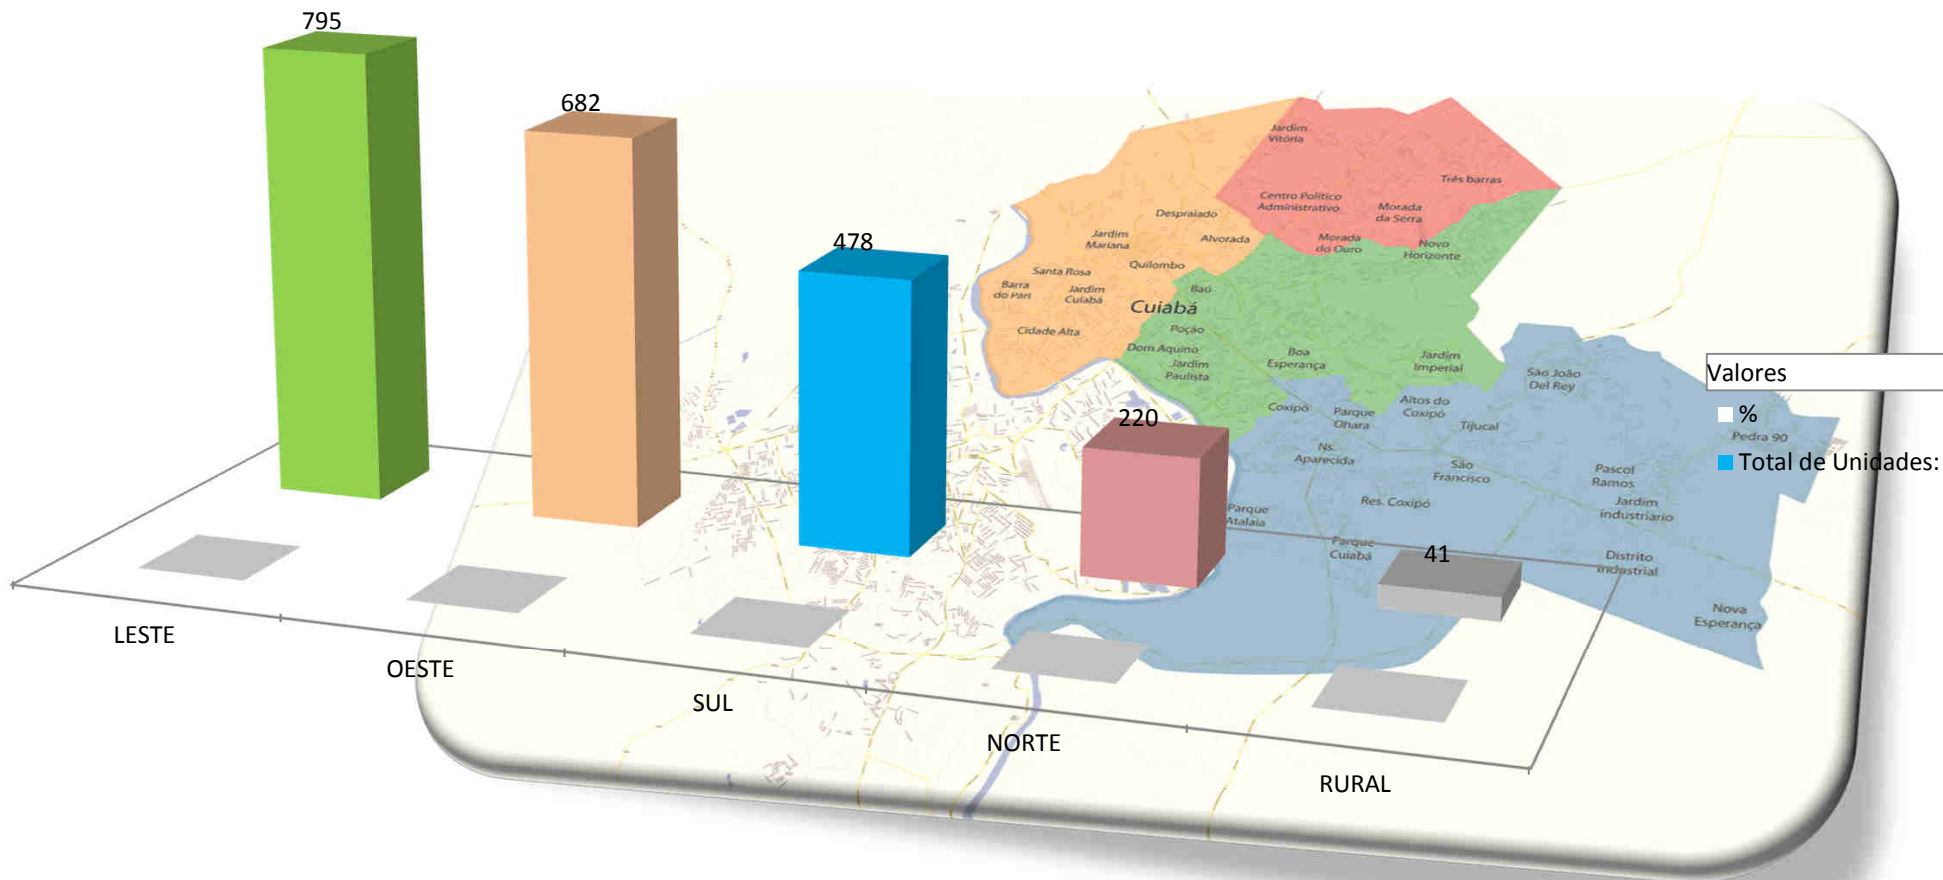 795
682
478
220
41
LESTE
OESTE
SUL
NORTE
RURAL
Valores
%
Total de Unidades:
Jardim
Vitória
Três barras
Centro Político
Administrativo
Morada
da Serra
Despraiado
Jardim
Mariana
Alvorada
Morada
do Ouro
Novo
Horizonte
Quilombo
Santa Rosa
Barra
do Pari
Jardim
Cuiabá
Baú
Cuiabá
Cidade Alta
Poção
Dom Aquino
Jardim
Paulista
Boa
Esperança
Jardim
Imperial
São João
Del Rey
Coxipó
Parque
Ohara
Altos do
Coxipó
Tijucal
Pedra 90
Ns.
Aparecida
São
Francisco
Pascol
Ramos
Res. Coxipó
Jardim
industriário
Parque
Atalaia
Parque
Cuiabá
Distrito
Industrial
Nova
Esperança